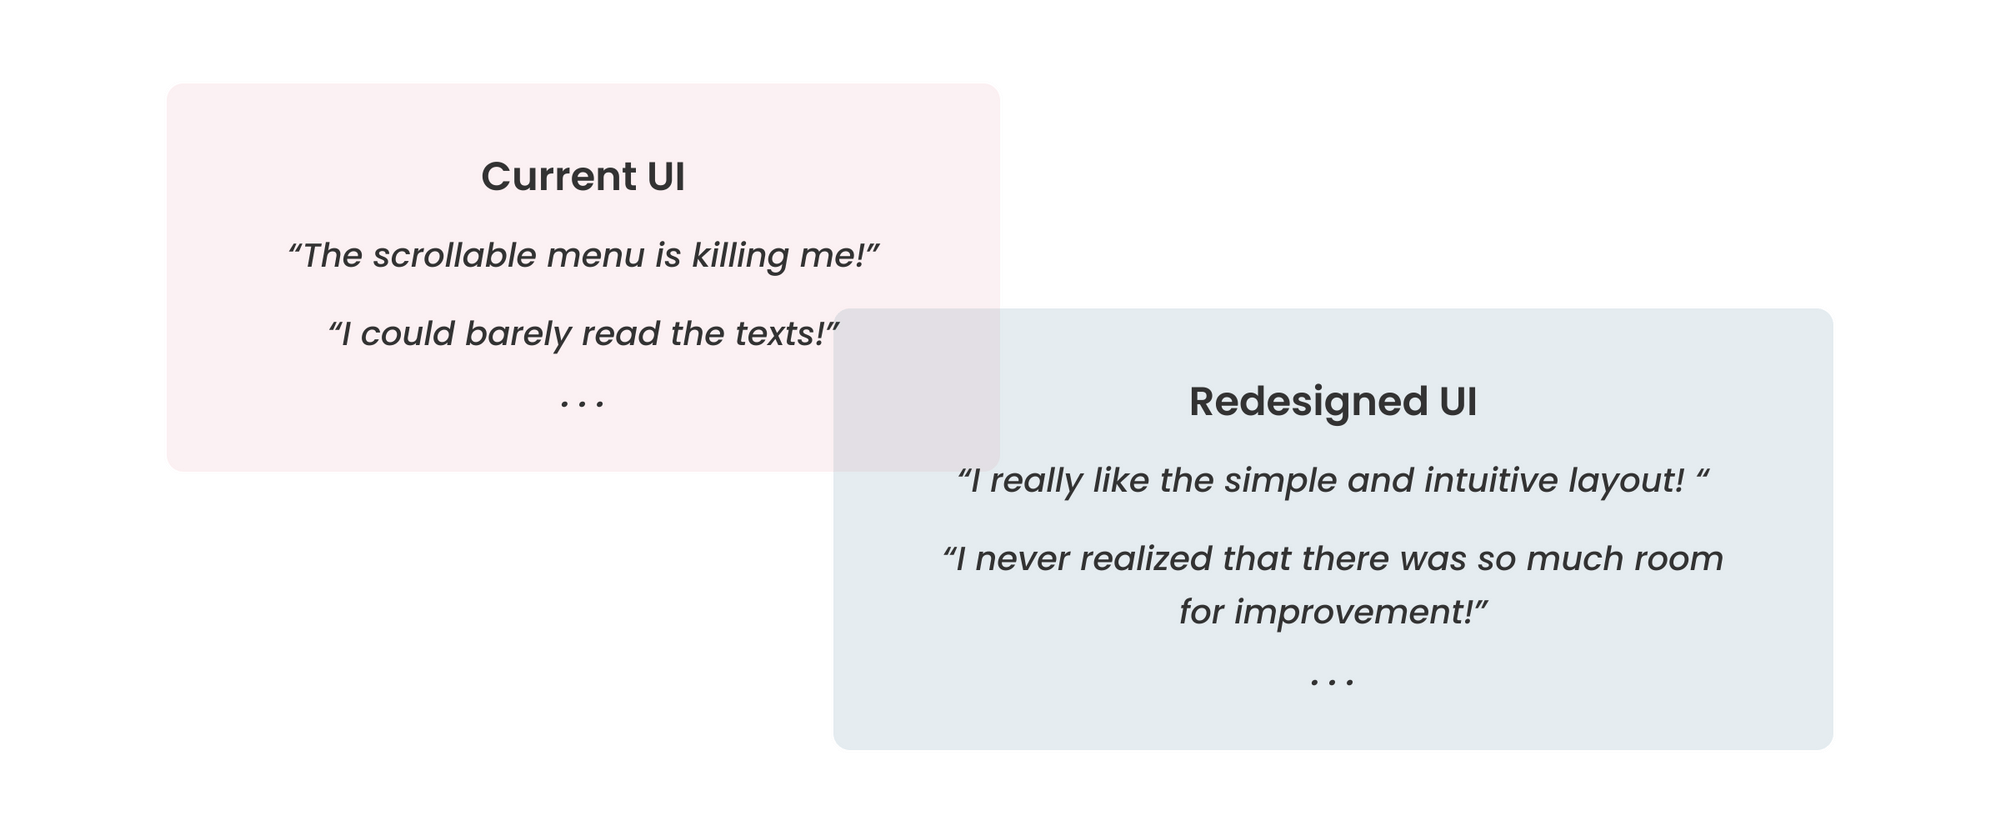 Current UI
“The scrollable menu is killing me!”
“I could barely read the texts!”
...
Redesigned UI
“I really like the simple and intuitive layout! “
“I never realized that there was so much room
for improvement!”
...